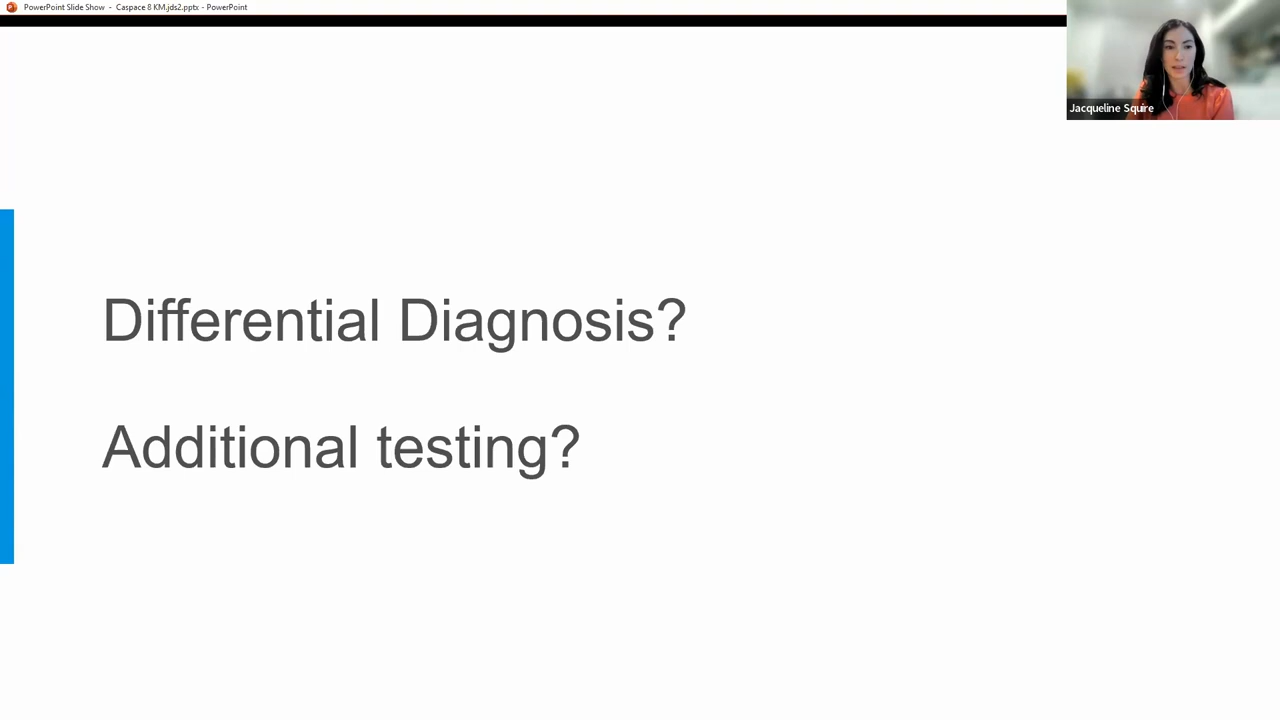 PowerPoint Slide Show - Caspace 8 KM.jds2.pptx - PowerPoint
Jacqueline Squire
Differential Diagnosis?
Additional testing?